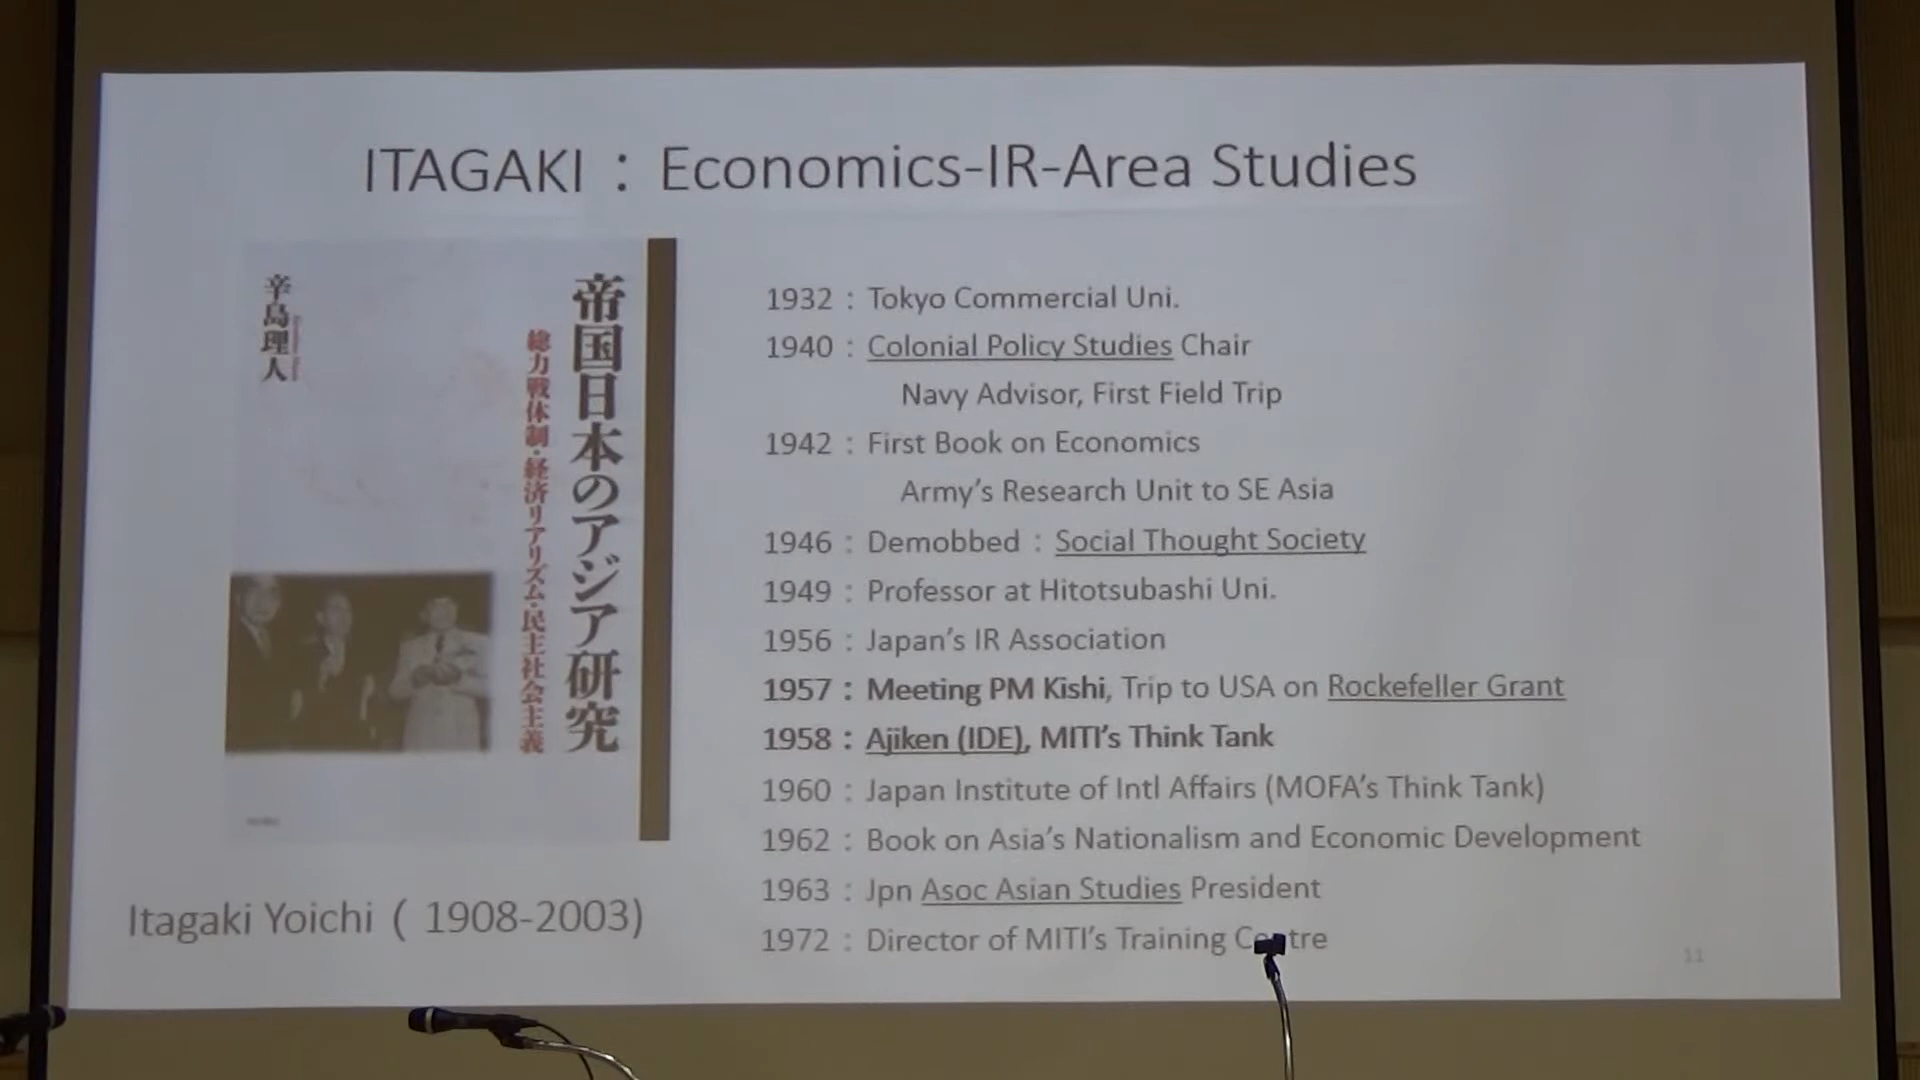 ITAGAKI：Economics-IR-Area Studies
辛島理人
帝国日本のアジア研究
総力戦体制・経済リアリズム・民主社会主義
Itagaki Yoichi ( 1908-2003)
1932：Tokyo Commercial Uni.
1940：Colonial Policy Studies Chair
Navy Advisor, First Field Trip
1942：First Book on Economics
Army's Research Unit to SE Asia
1946：Demobbed：Social Thought Society
1949：Professor at Hitotsubashi Uni.
1956：Japan's IR Association
1957：Meeting PM Kishi, Trip to USA on Rockefeller Grant
1958：Ajiken (IDE), MITI's Think Tank
1960：Japan Institute of Intl Affairs (MOFA's Think Tank)
1962：Book on Asia's Nationalism and Economic Development
1963：Jpn Asoc Asian Studies President
1972：Director of MITI's Training Centre
11